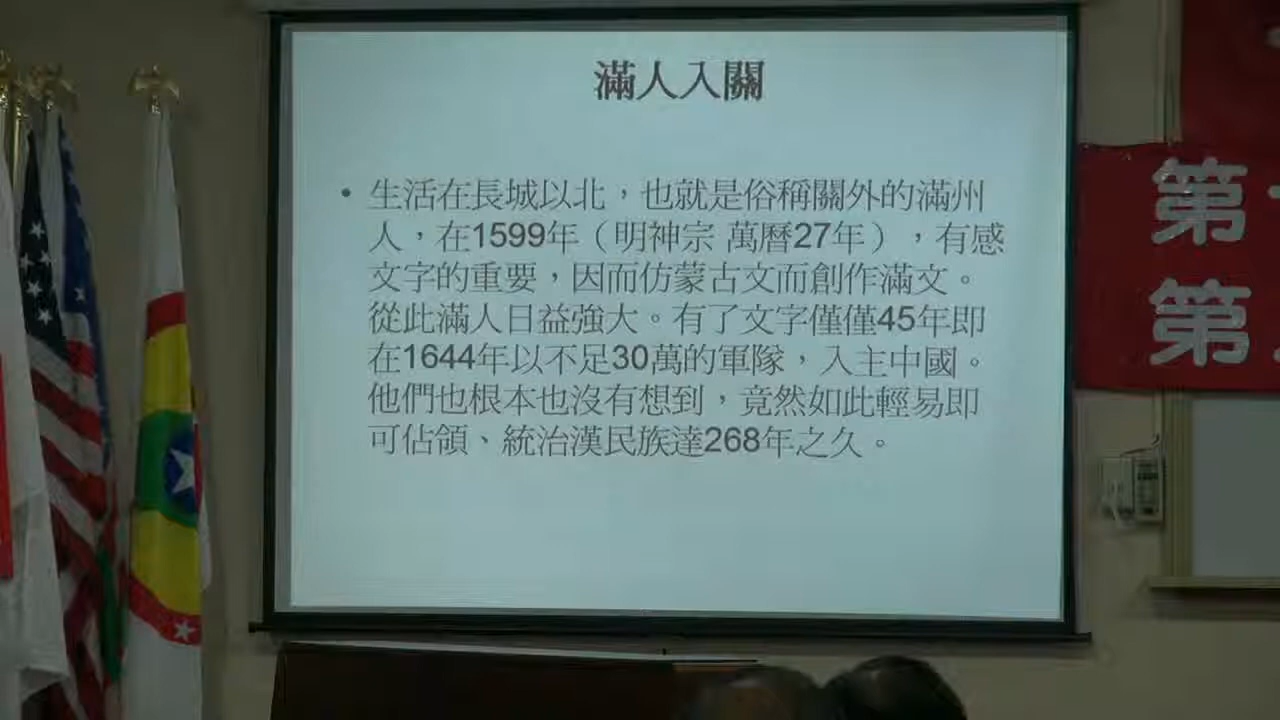 滿人入關
• 生活在長城以北，也就是俗稱關外的滿州
人，在1599年（明神宗 萬曆27年），有感
文字的重要，因而仿蒙古文而創作滿文。
從此滿人日益強大。有了文字僅僅45年即
在1644年以不足30萬的軍隊，入主中國。
他們也根本也沒有想到，竟然如此輕易即
可佔領、統治漢民族達268年之久。
第
第